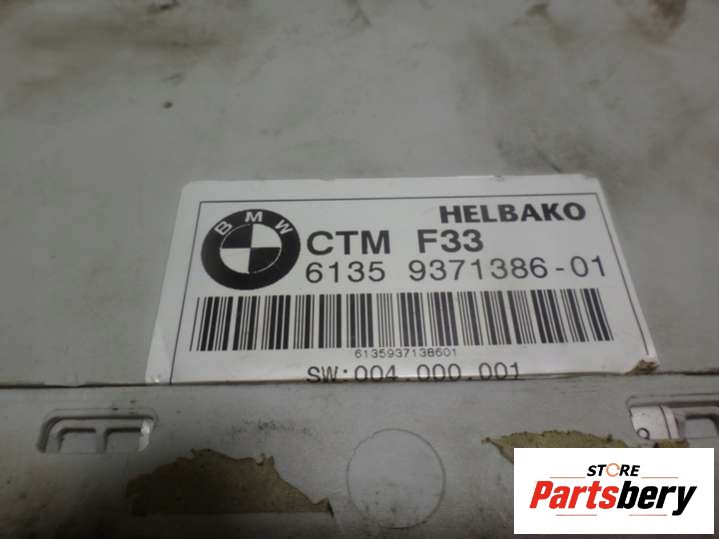 HELBAKO
BMW
CTM F33
6135 9371386-01
6135937138601
SW:004.000.001
STORE
Partsbery